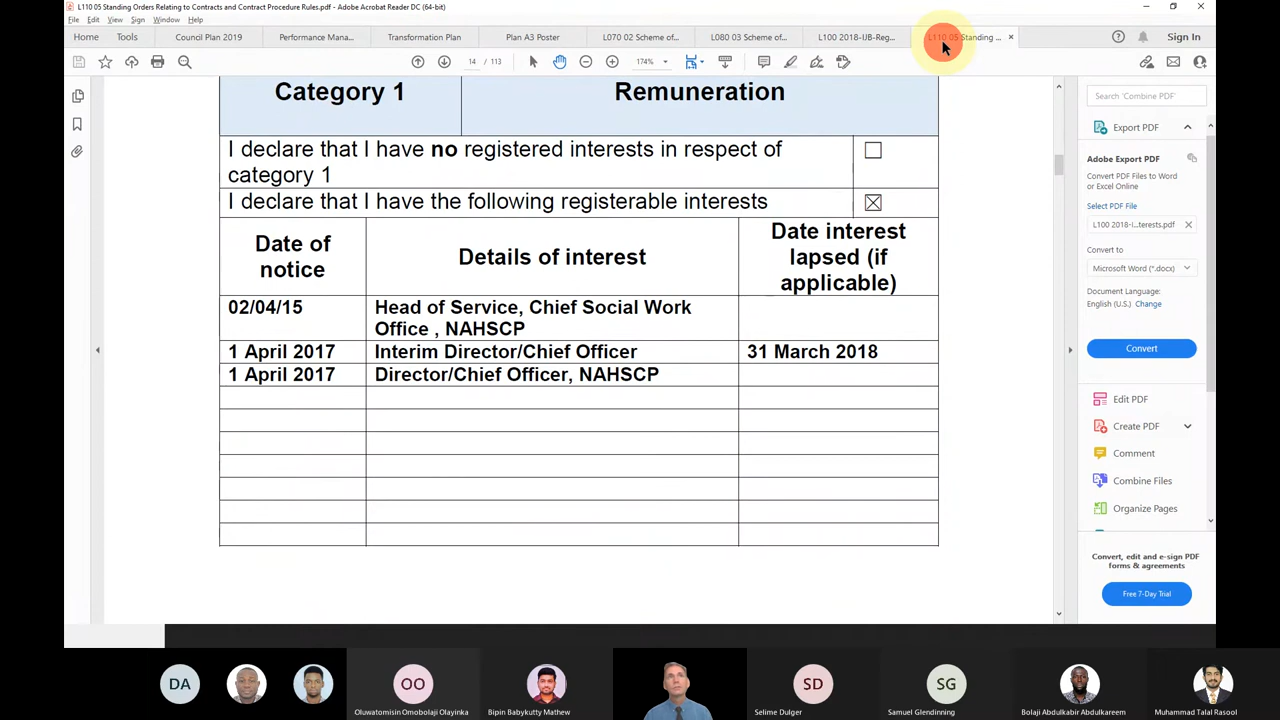 L110 05 Standing Orders Relating to Contracts and Contract Procedure Rules.pdf - Adobe Acrobat Reader DC (64-bit)
File Edit View Sign Window Help
Home Tools Council Plan 2019 Performance Mana... Transformation Plan Plan A3 Poster L070 02 Scheme of... L080 03 Scheme of... L100 2018-IJB-Reg... L110 05 Standing ... × Sign In
14 / 113 174%
Category 1 Remuneration
I declare that I have no registered interests in respect of
category 1
I declare that I have the following registerable interests
Date of
notice
Details of interest
Date interest
lapsed (if
applicable)
02/04/15 Head of Service, Chief Social Work
Office , NAHSCP
1 April 2017 Interim Director/Chief Officer 31 March 2018
1 April 2017 Director/Chief Officer, NAHSCP
Search 'Combine PDF'
Export PDF
Adobe Export PDF
Convert PDF Files to Word
or Excel Online
Select PDF File
L100 2018-I...terests.pdf
Convert to
Microsoft Word (*.docx)
Document Language:
English (U.S.) Change
Convert
Edit PDF
Create PDF
Comment
Combine Files
Organize Pages
Convert, edit and e-sign PDF
forms & agreements
Free 7-Day Trial
DA OO SD SG
Oluwatomisin Omobolaji Olayinka Bipin Babykutty Mathew Selime Dulger Samuel Glendinning Bolaji Abdulkabir Abdulkareem Muhammad Talal Rasool